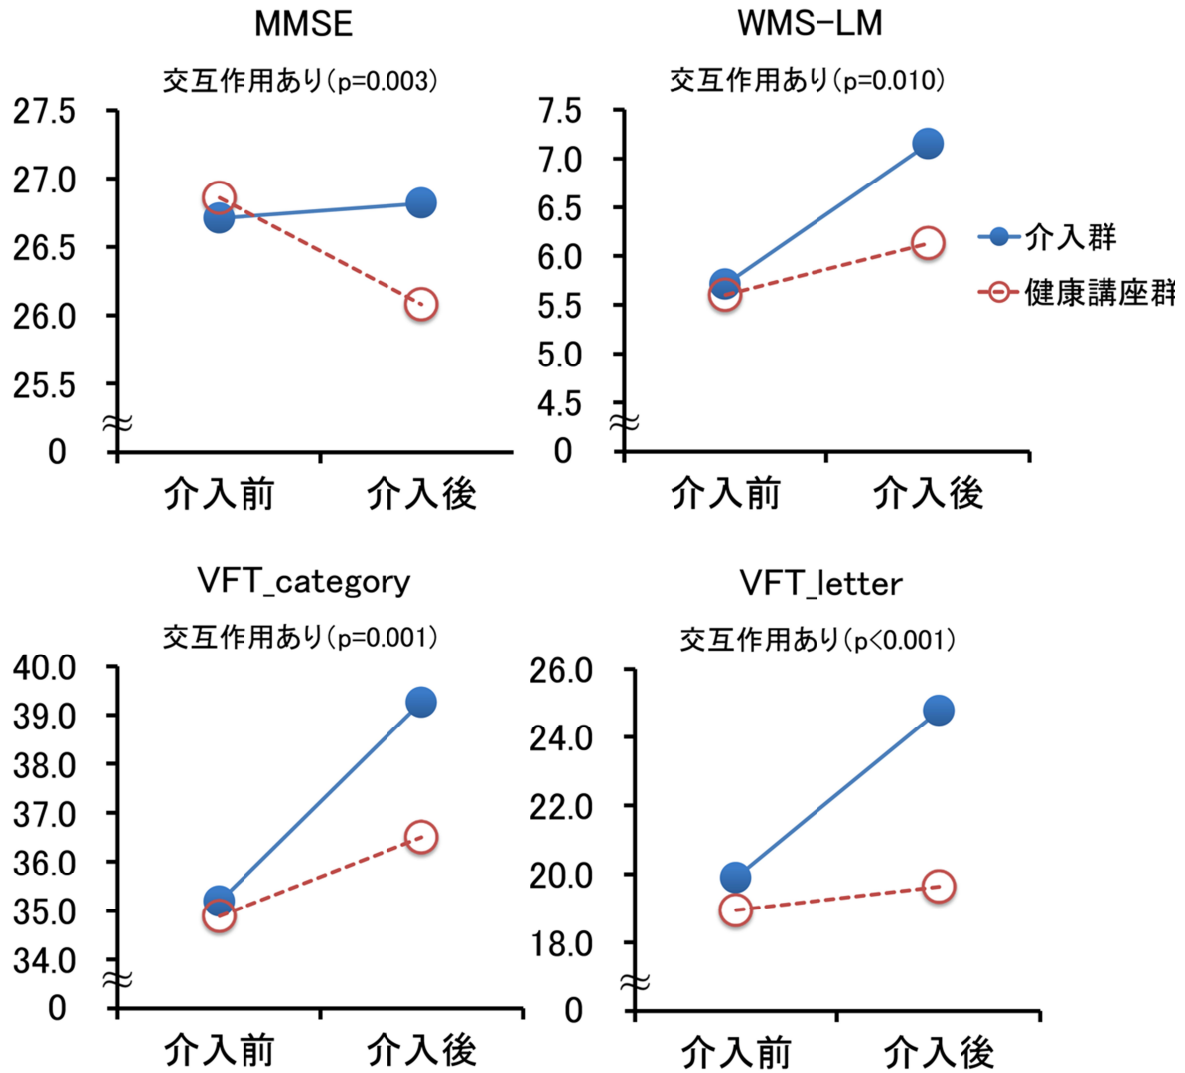 MMSE
交互作用あり(p=0.003)
27.5
27.0
26.5
26.0
25.5
0
介入前 介入後
WMS-LM
交互作用あり(p=0.010)
7.5
7.0
6.5
6.0
5.5
5.0
4.5
0
介入前 介入後
介入群
健康講座群
VFT_category
交互作用あり(p=0.001)
40.0
39.0
38.0
37.0
36.0
35.0
34.0
0
介入前 介入後
VFT_letter
交互作用あり(p<0.001)
26.0
24.0
22.0
20.0
18.0
0
介入前 介入後